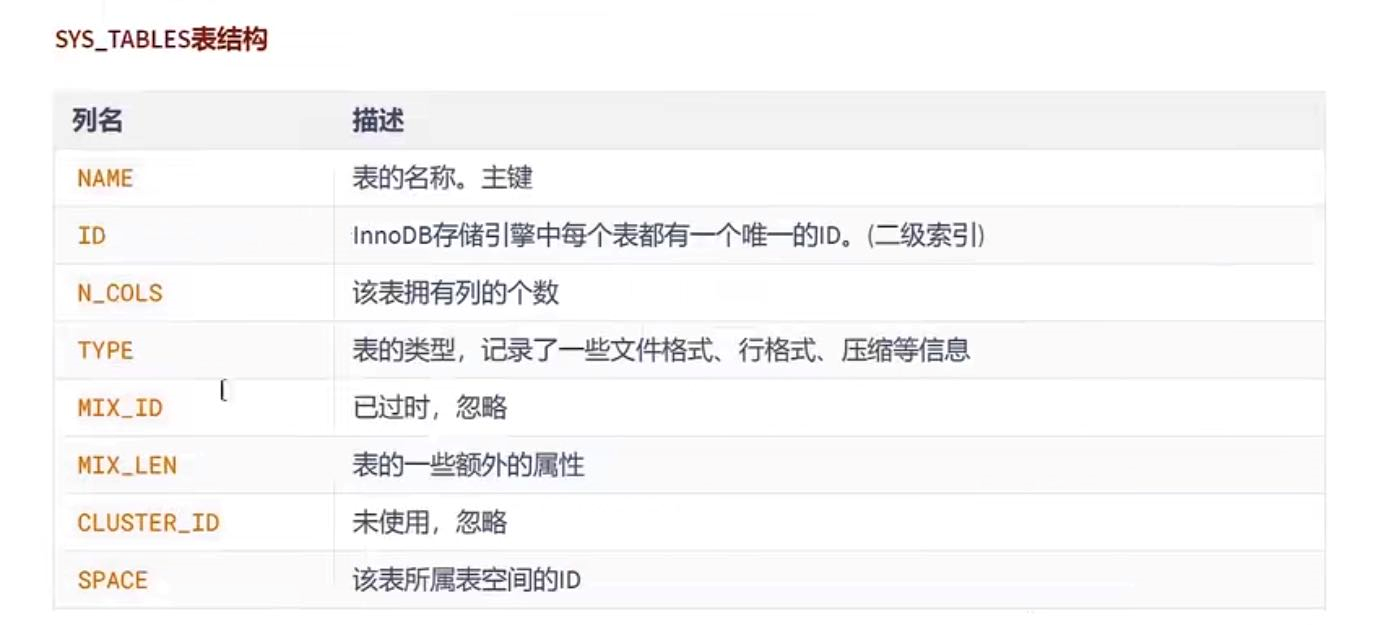 SYS_TABLES表结构
列名 描述
NAME 表的名称。主键
ID InnoDB存储引擎中每个表都有一个唯一的ID。(二级索引)
N_COLS 该表拥有列的个数
TYPE 表的类型，记录了一些文件格式、行格式、压缩等信息
MIX_ID 已过时，忽略
MIX_LEN 表的一些额外的属性
CLUSTER_ID 未使用，忽略
SPACE 该表所属表空间的ID